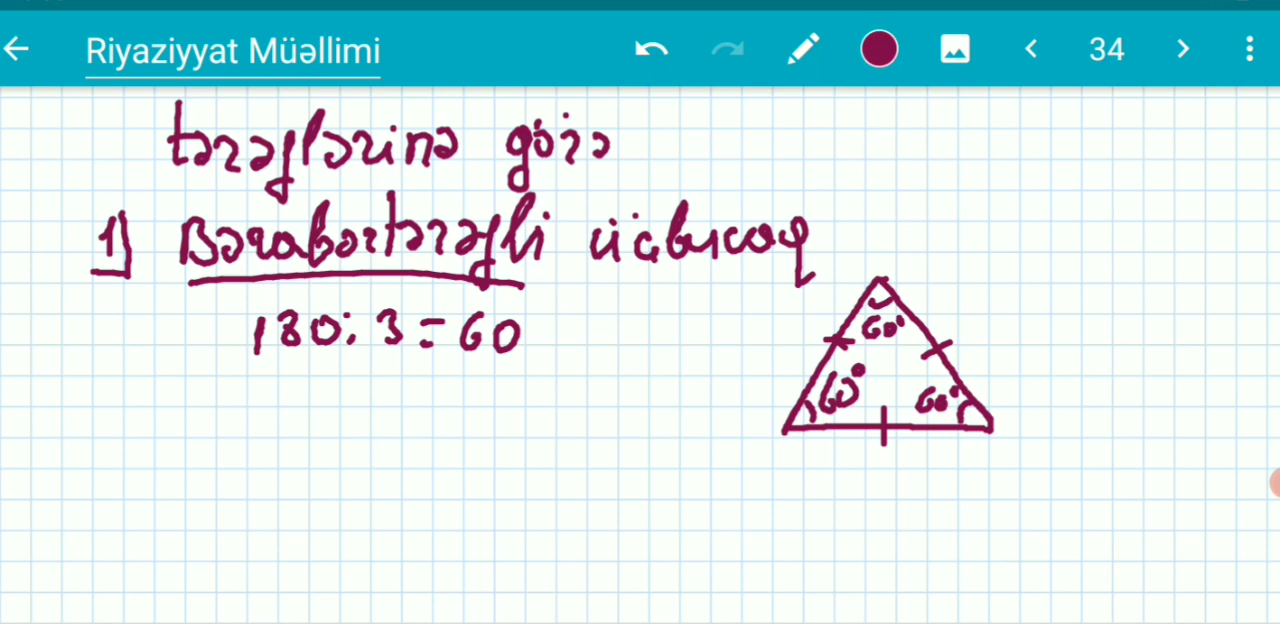 Riyaziyyat Müəllimi
34
tərəflərinə görə
1) Bərabərtərəfli üçbucaq
180:3=60
60°
60°
60°